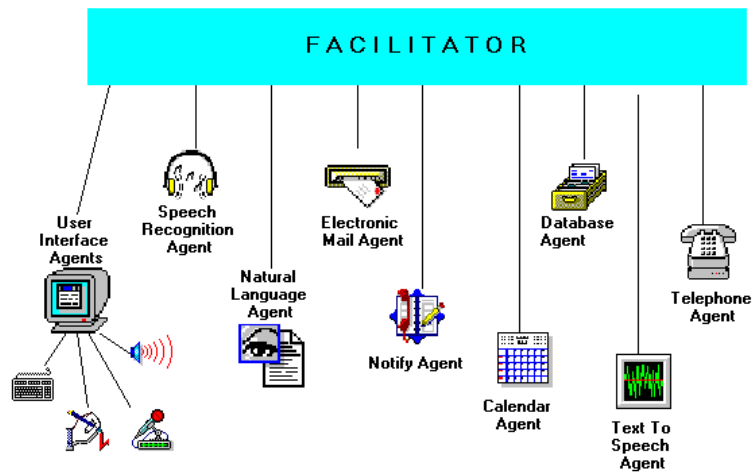 FACILITATOR
User
Interface
Agents
Speech
Recognition
Agent
Natural
Language
Agent
Electronic
Mail Agent
Notify Agent
Calendar
Agent
Database
Agent
Text To
Speech
Agent
Telephone
Agent